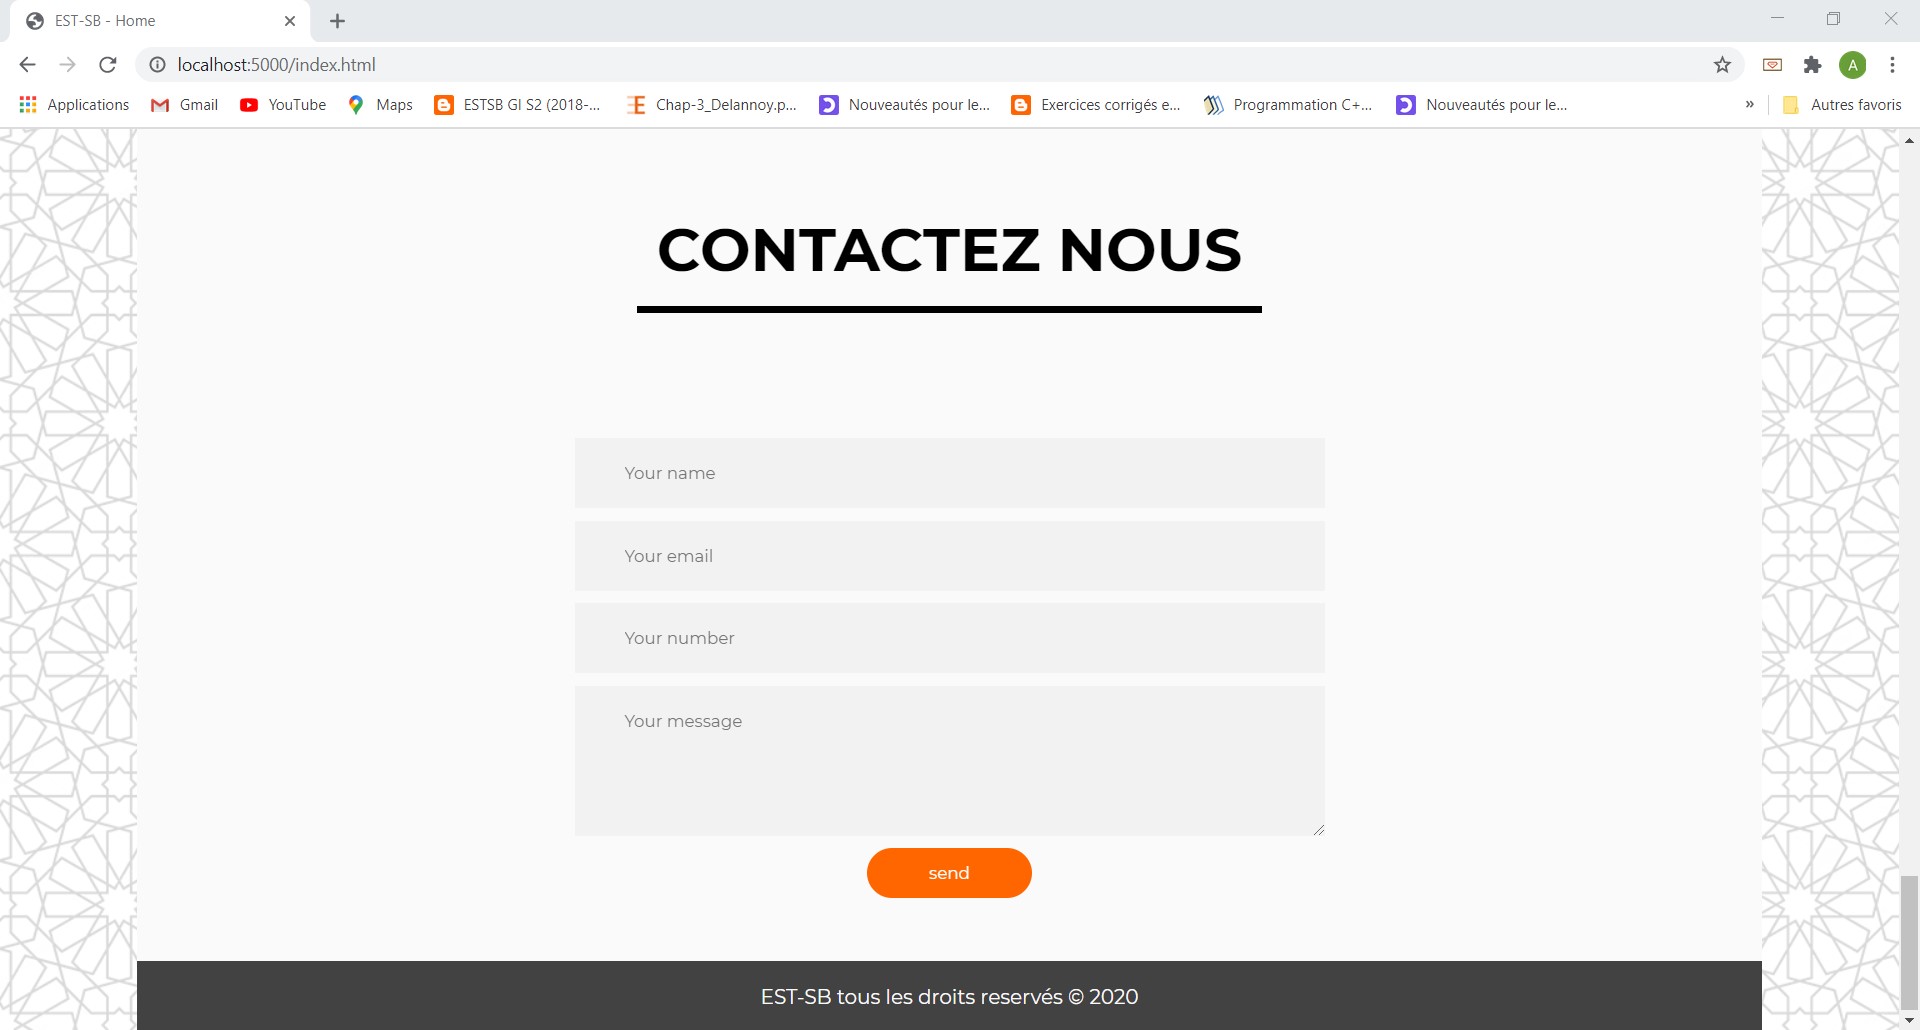 EST-SB - Home
localhost:5000/index.html
Applications Gmail YouTube Maps ESTSB GI S2 (2018-... Chap-3_Delannoy.p... Nouveautés pour le... Exercices corrigés e... Programmation C+... Nouveautés pour le... » Autres favoris
A
CONTACTEZ NOUS
Your name
Your email
Your number
Your message
send
EST-SB tous les droits reservés © 2020